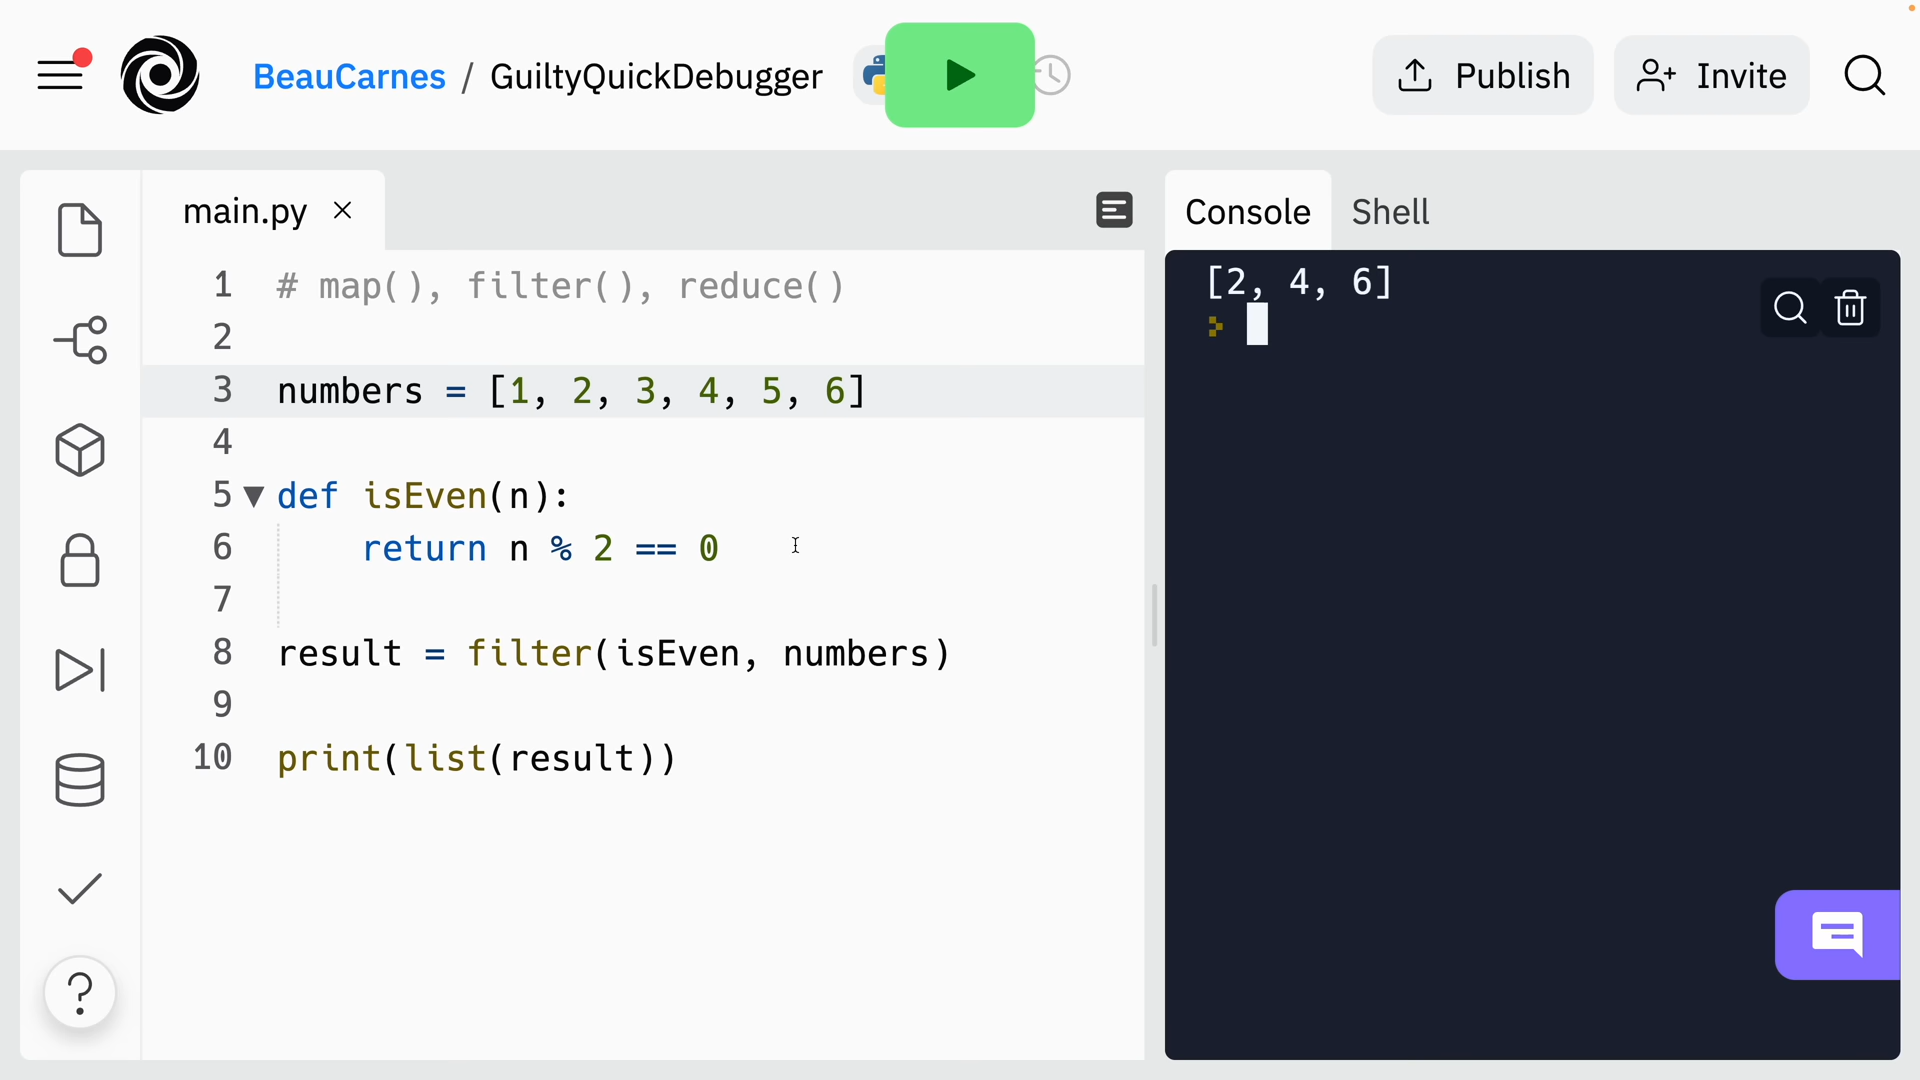 BeauCarnes / GuiltyQuickDebugger
Publish
Invite
main.py
Console
Shell
1 # map(), filter(), reduce()
2
3 numbers = [1, 2, 3, 4, 5, 6]
4
5 def isEven(n):
6 return n % 2 == 0
7
8 result = filter(isEven, numbers)
9
10 print(list(result))
[2, 4, 6]